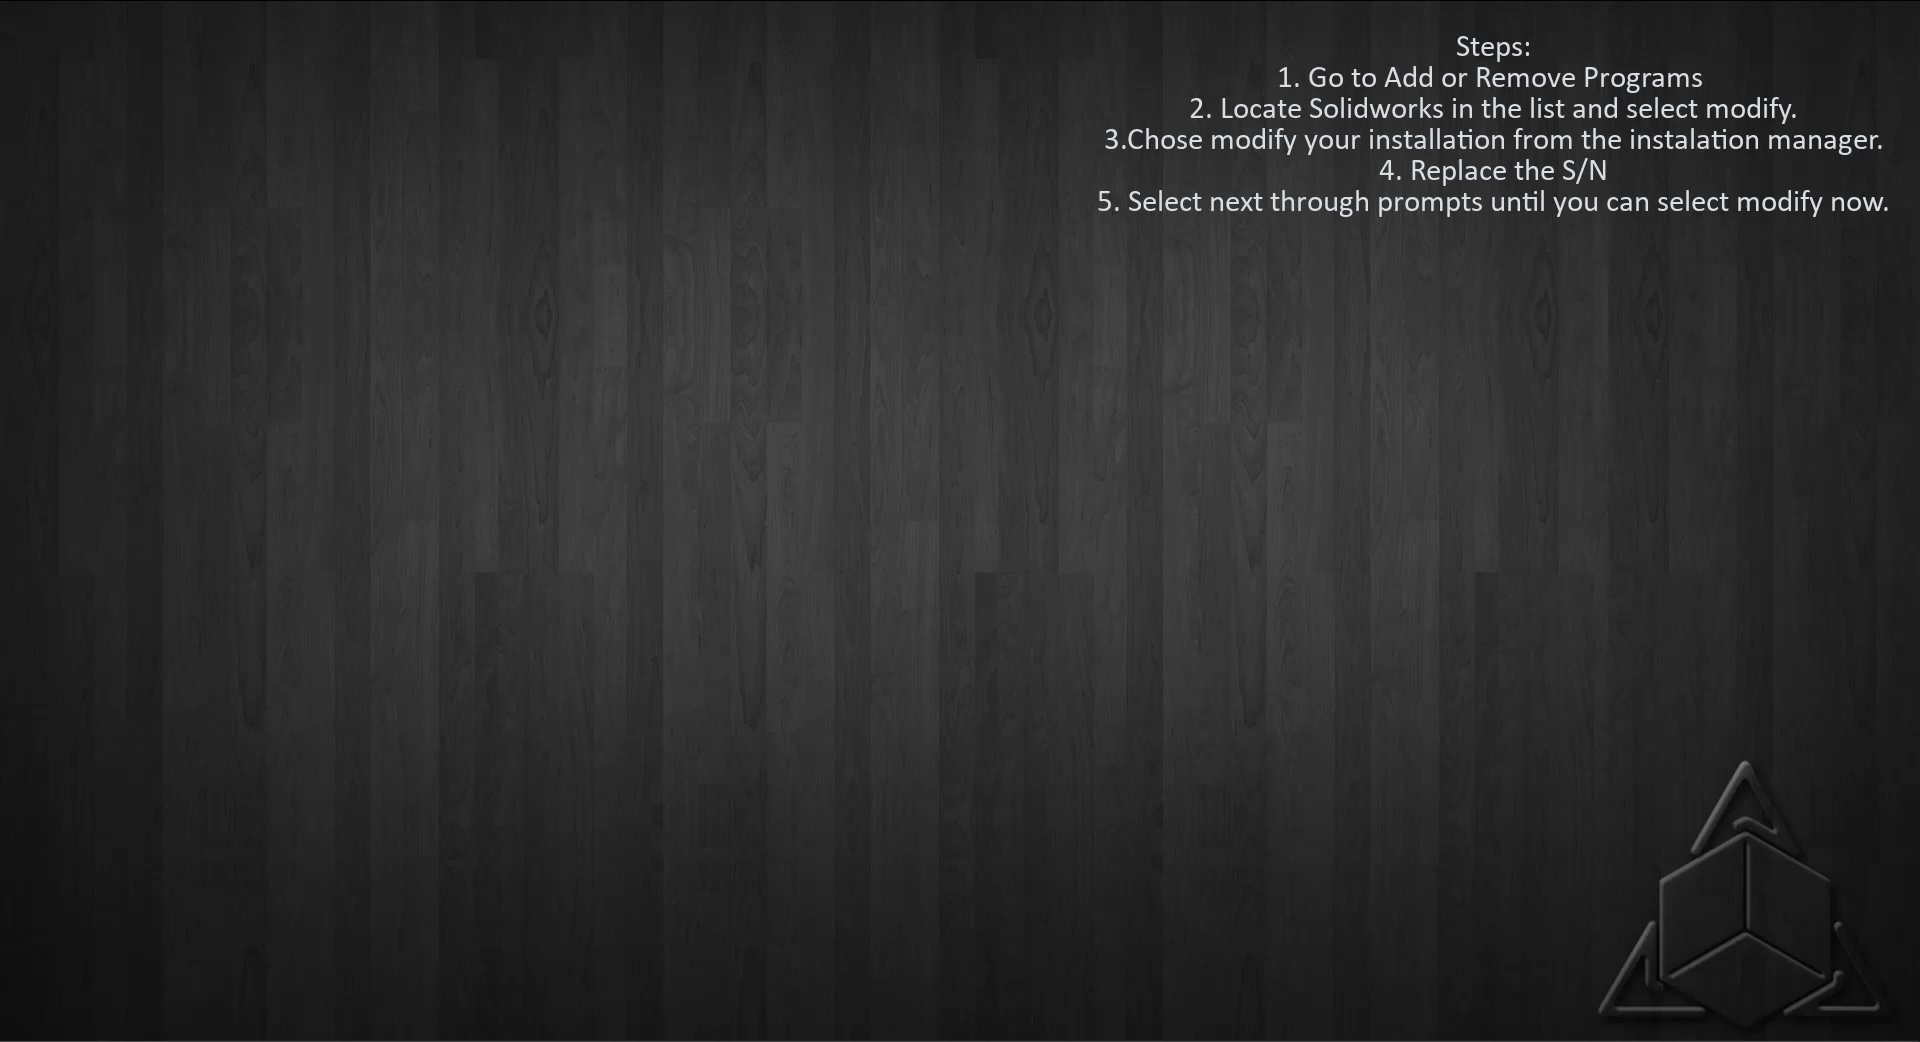 Steps:
1. Go to Add or Remove Programs
2. Locate Solidworks in the list and select modify.
3.Chose modify your installation from the instalation manager.
4. Replace the S/N
5. Select next through prompts until you can select modify now.